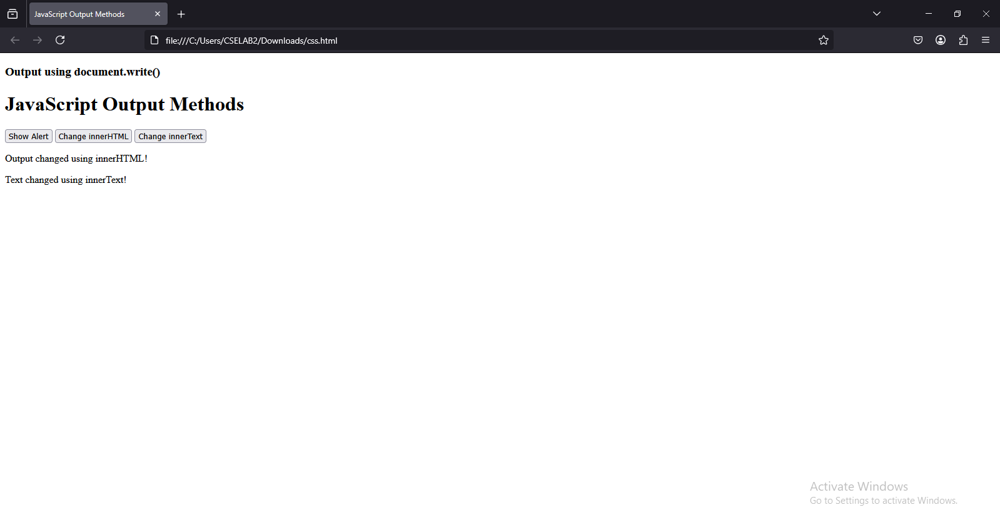 JavaScript Output Methods
file:///C:/Users/CSELAB2/Downloads/css.html
Output using document.write()
JavaScript Output Methods
Show Alert Change innerHTML Change innerText
Output changed using innerHTML!
Text changed using innerText!
Activate Windows
Go to Settings to activate Windows.